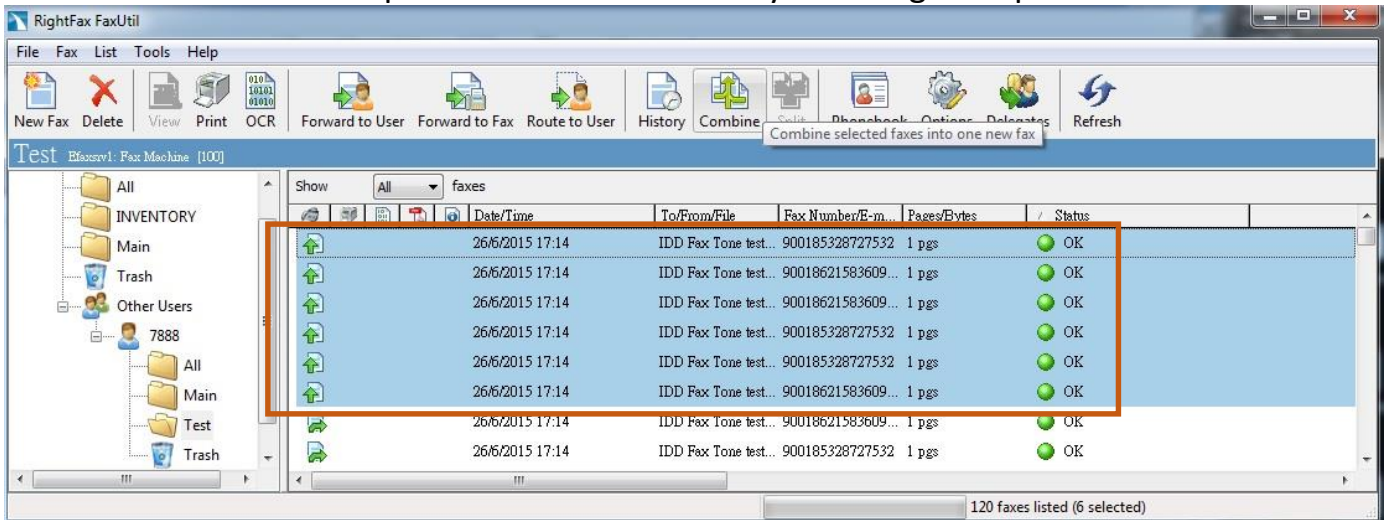 RightFax FaxUtil
File Fax List Tools Help
New Fax Delete View Print OCR Forward to User Forward to Fax Route to User History Combine Split Phonebook Options Delegates Refresh
Combine selected faxes into one new fax
Test Efaxsrv1: Fax Machine [100]
All
INVENTORY
Main
Trash
Other Users
7888
All
Main
Test
Trash
Show All faxes
Date/Time To/From/File Fax Number/E-m... Pages/Bytes / Status
26/6/2015 17:14 IDD Fax Tone test... 900185328727532 1 pgs OK
26/6/2015 17:14 IDD Fax Tone test... 90018621583609... 1 pgs OK
26/6/2015 17:14 IDD Fax Tone test... 90018621583609... 1 pgs OK
26/6/2015 17:14 IDD Fax Tone test... 900185328727532 1 pgs OK
26/6/2015 17:14 IDD Fax Tone test... 900185328727532 1 pgs OK
26/6/2015 17:14 IDD Fax Tone test... 90018621583609... 1 pgs OK
26/6/2015 17:14 IDD Fax Tone test... 90018621583609... 1 pgs OK
26/6/2015 17:14 IDD Fax Tone test... 900185328727532 1 pgs OK
120 faxes listed (6 selected)